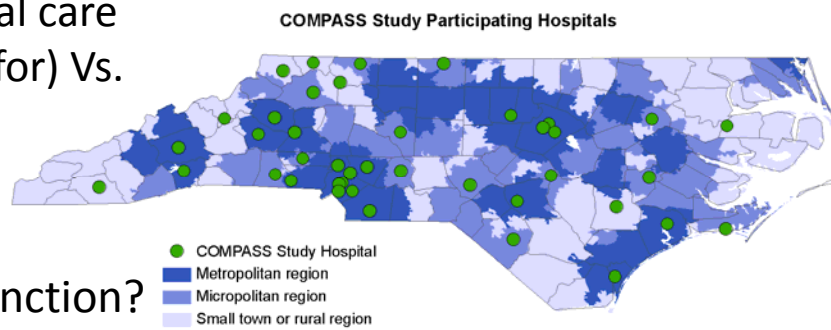 COMPASS Study Participating Hospitals
al care
for) Vs.
nction?
COMPASS Study Hospital
Metropolitan region
Micropolitan region
Small town or rural region